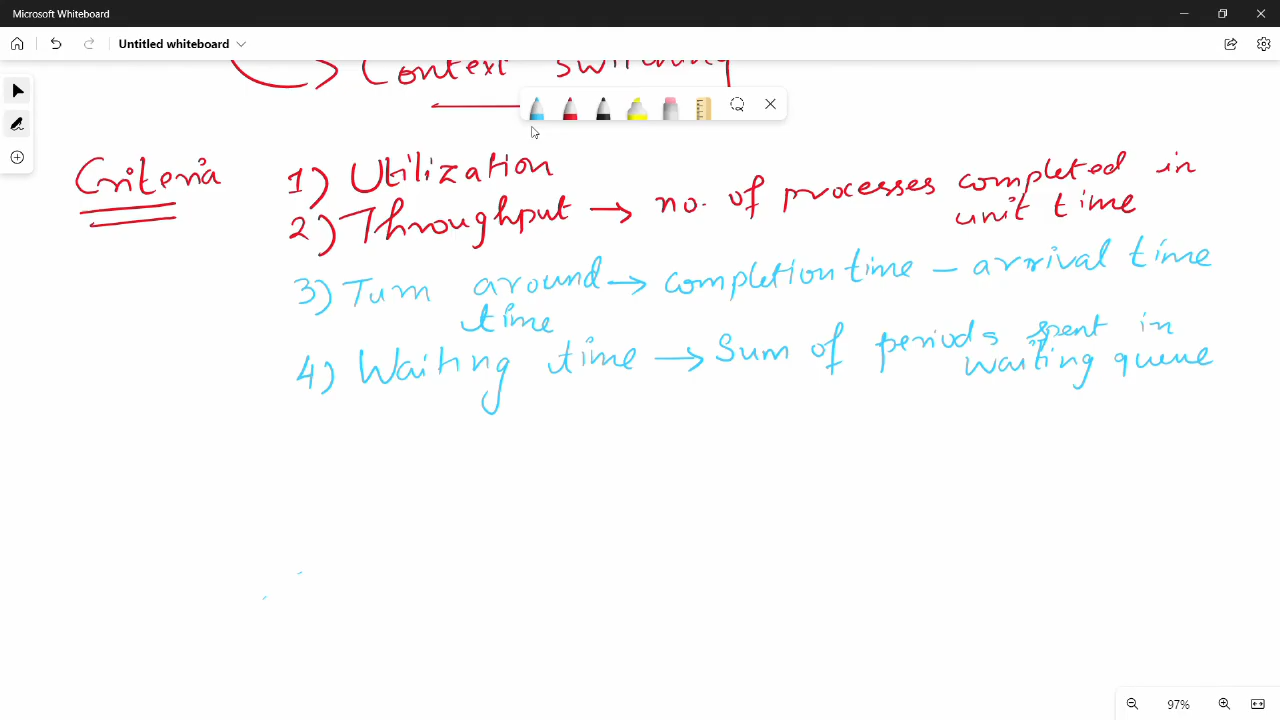 Microsoft Whiteboard
Untitled whiteboard
Context switching
Criteria 1) Utilization
2) Throughput → no. of processes completed in
unit time
3) Turn around → completion time - arrival time
time
4) Waiting time → Sum of periods spent in
waiting queue
97%